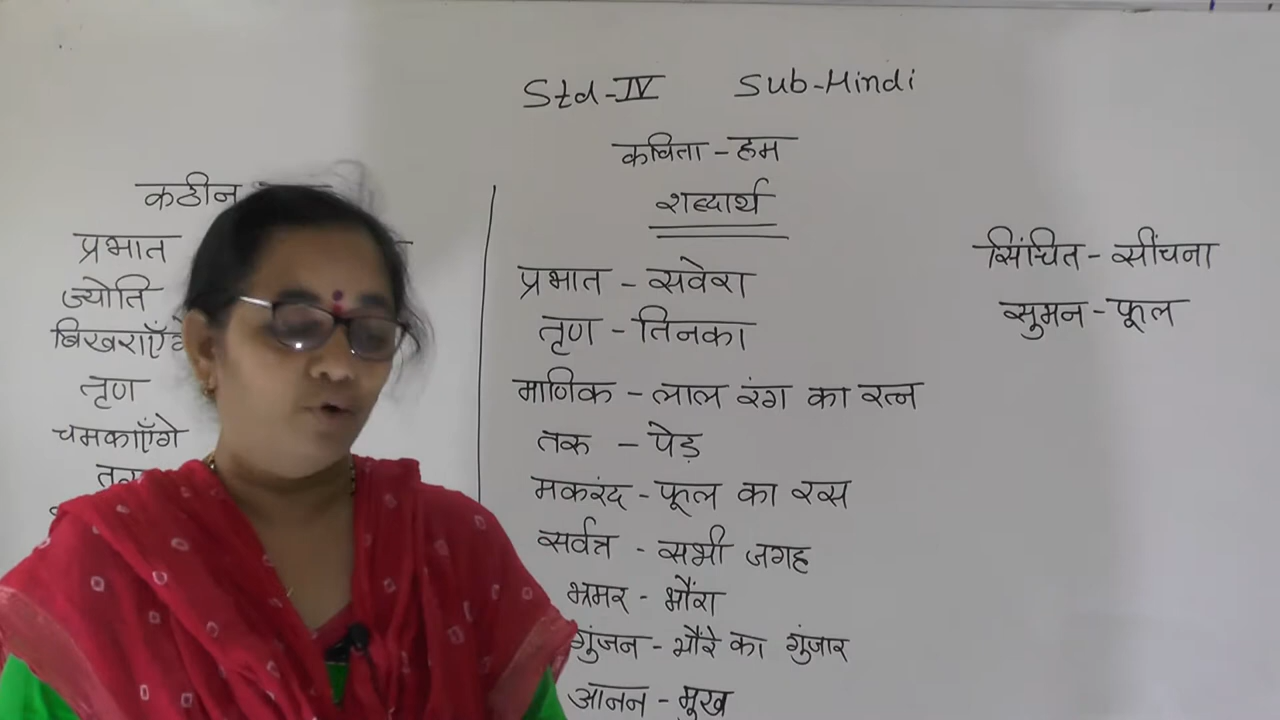 Std-IV Sub-Hindi
कविता - हम
कठीन
प्रभात
ज्योति
बिखराएँगे
तृण
चमकाएँगे
शब्दार्थ
प्रभात - सवेरा
तृण - तिनका
माणिक - लाल रंग का रत्न
तरू - पेड़
मकरंद - फूल का रस
सर्वत्र - सभी जगह
भ्रमर - भौंरा
गुंजन - भौंरे का गुंजार
आनन - मूख
सिंचित - सींचना
सुमन - फूल